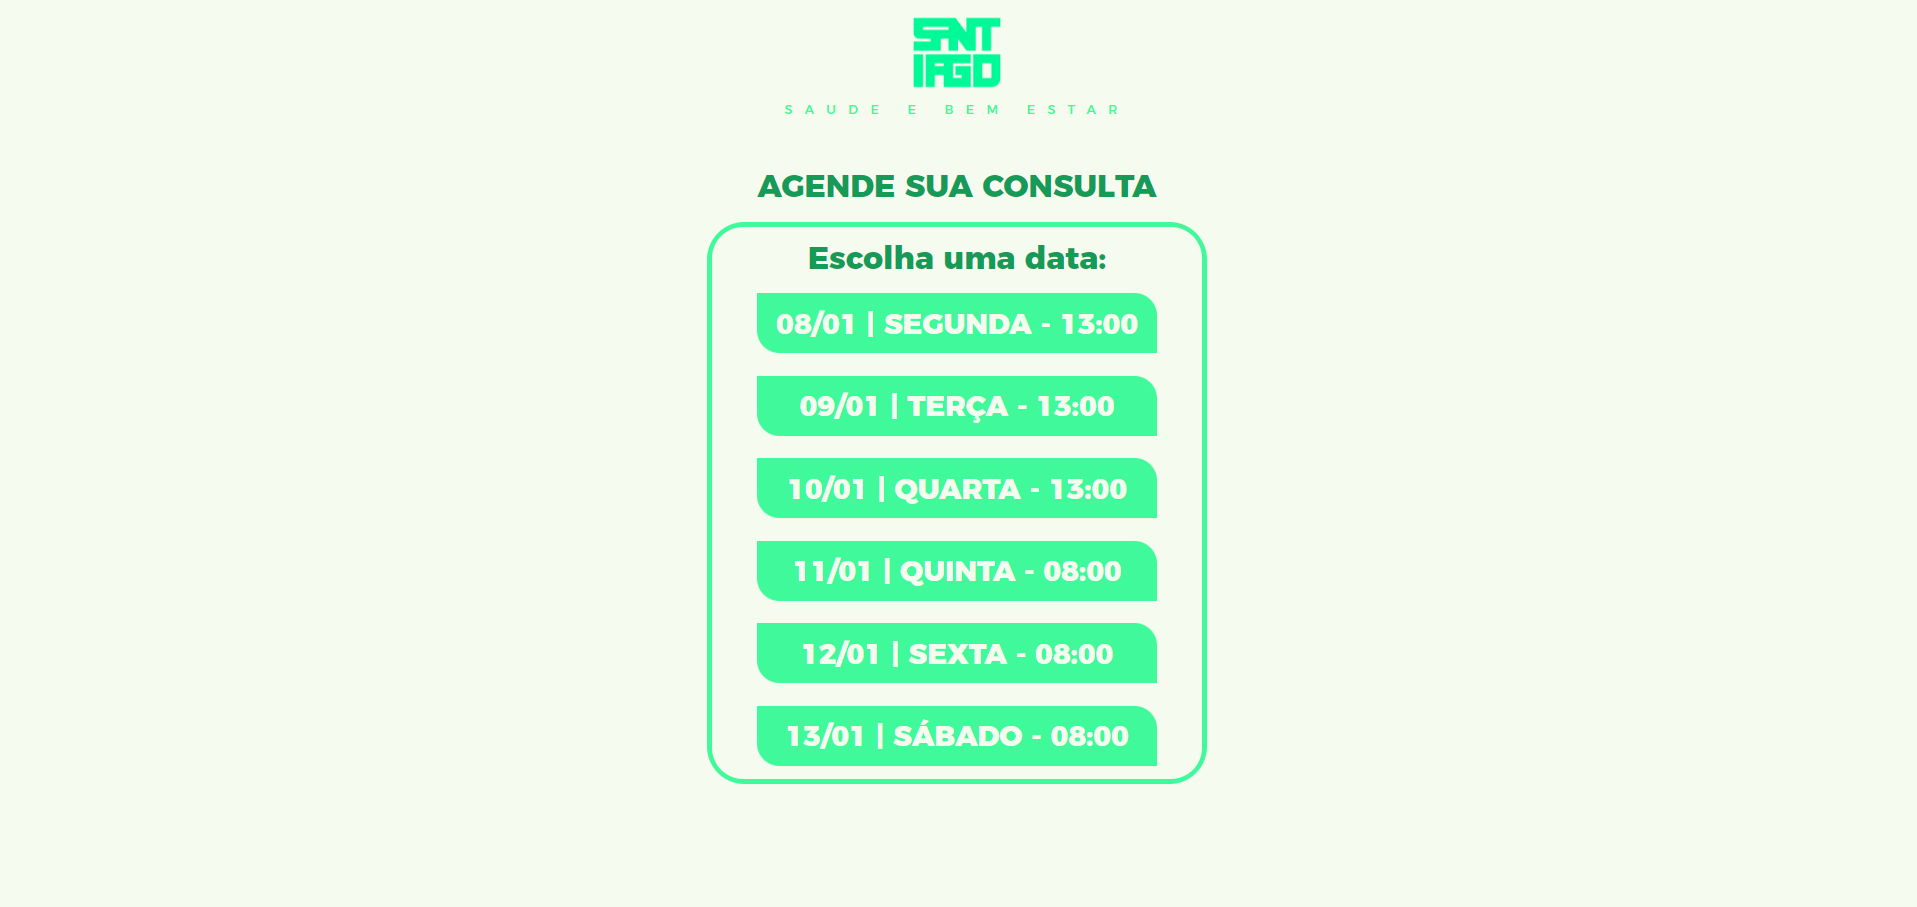 SANT
IAGO
SAUDE E BEM ESTAR
AGENDE SUA CONSULTA
Escolha uma data:
08/01 | SEGUNDA - 13:00
09/01 | TERÇA - 13:00
10/01 | QUARTA - 13:00
11/01 | QUINTA - 08:00
12/01 | SEXTA - 08:00
13/01 | SÁBADO - 08:00